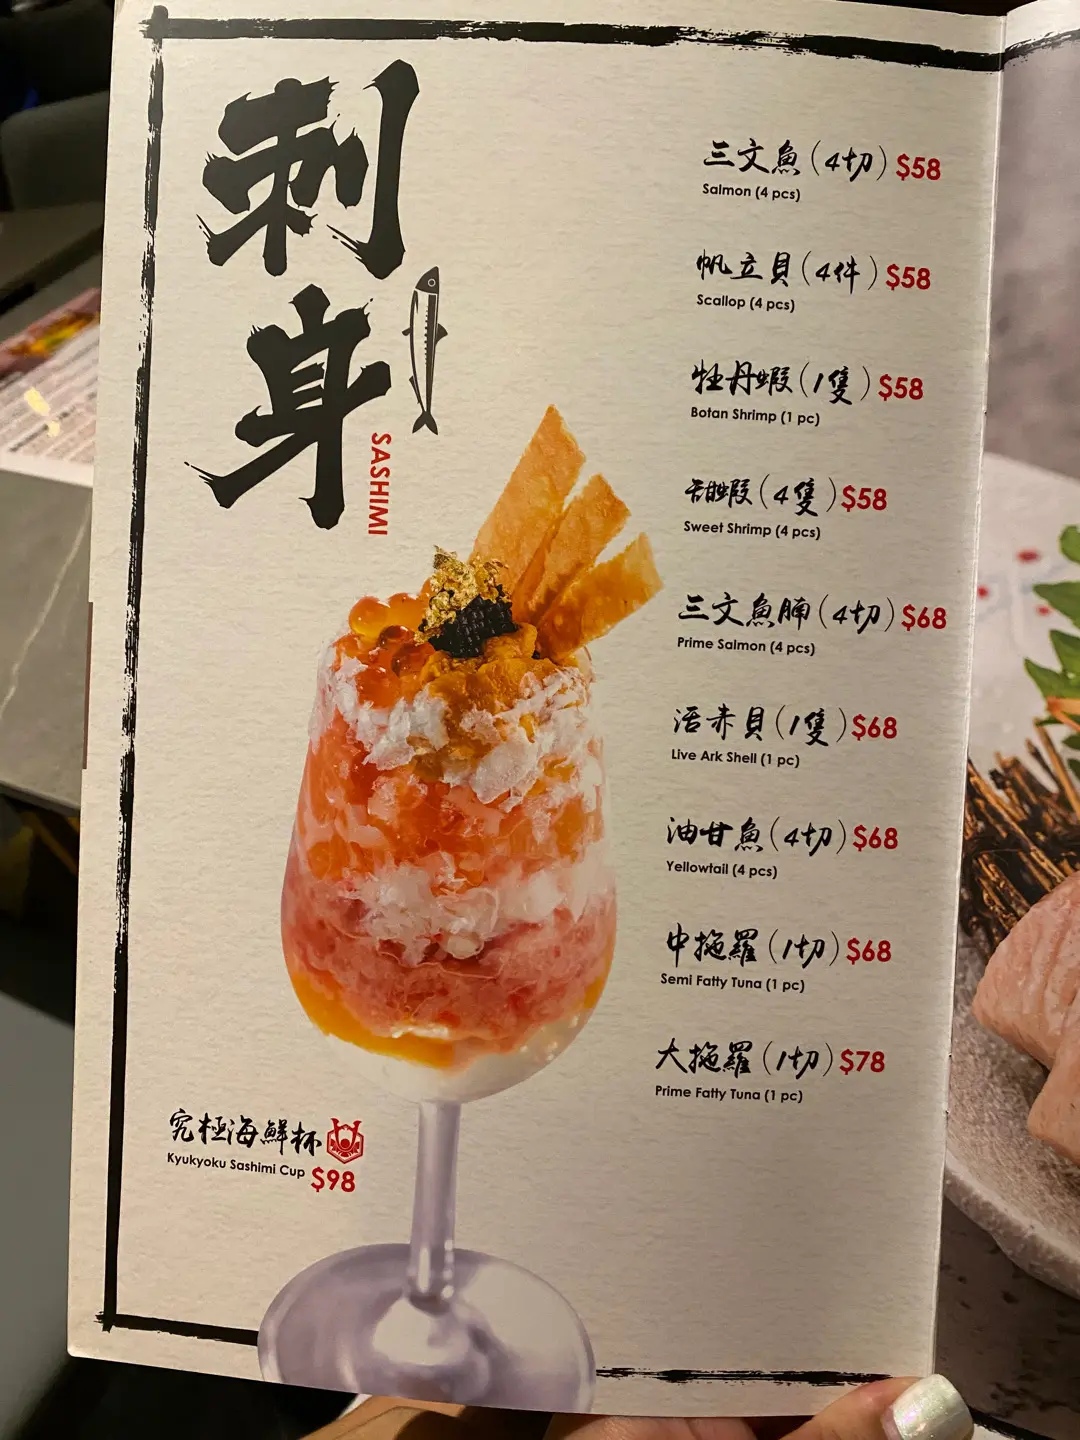 刺身
SASHIMI
三文魚(4切) $58
Salmon (4 pcs)
帆立貝(4件) $58
Scallop (4 pcs)
牡丹蝦(1隻) $58
Botan Shrimp (1 pc)
甜蝦(4隻) $58
Sweet Shrimp (4 pcs)
三文魚腩(4切) $68
Prime Salmon (4 pcs)
活赤貝(1隻) $68
Live Ark Shell (1 pc)
油甘魚(4切) $68
Yellowtail (4 pcs)
中拖羅(1切) $68
Semi Fatty Tuna (1 pc)
大拖羅(1切) $78
Prime Fatty Tuna (1 pc)
究極海鮮杯
Kyukyoku Sashimi Cup $98